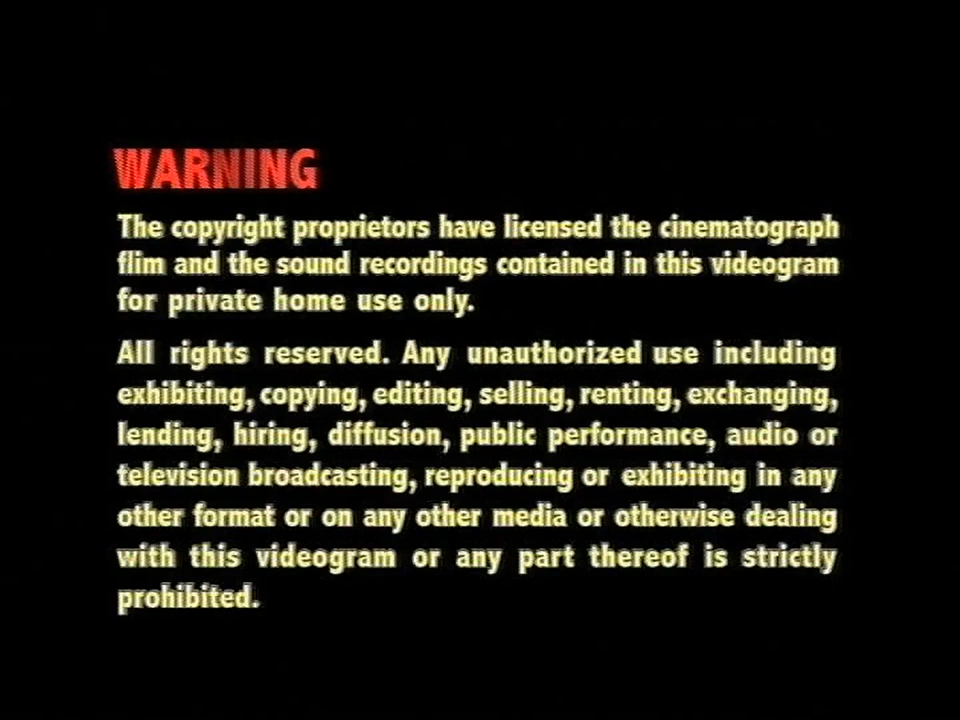 WARNING
The copyright proprietors have licensed the cinematograph
flim and the sound recordings contained in this videogram
for private home use only.
All rights reserved. Any unauthorized use including
exhibiting, copying, editing, selling, renting, exchanging,
lending, hiring, diffusion, public performance, audio or
television broadcasting, reproducing or exhibiting in any
other format or on any other media or otherwise dealing
with this videogram or any part thereof is strictly
prohibited.